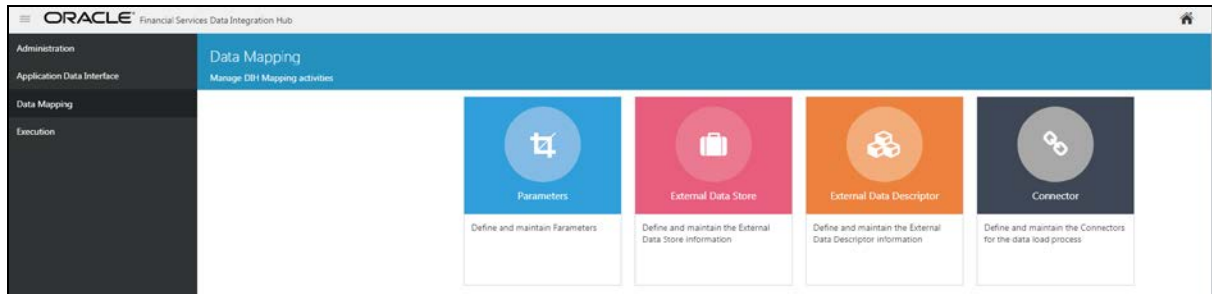 ORACLE® Financial Services Data Integration Hub
Administration
Application Data Interface
Data Mapping
Execution
Data Mapping
Manage DIH Mapping activities
Parameters
Define and maintain Parameters
External Data Store
Define and maintain the External
Data Store information
External Data Descriptor
Define and maintain the External
Data Descriptor information
Connector
Define and maintain the Connectors
for the data load process